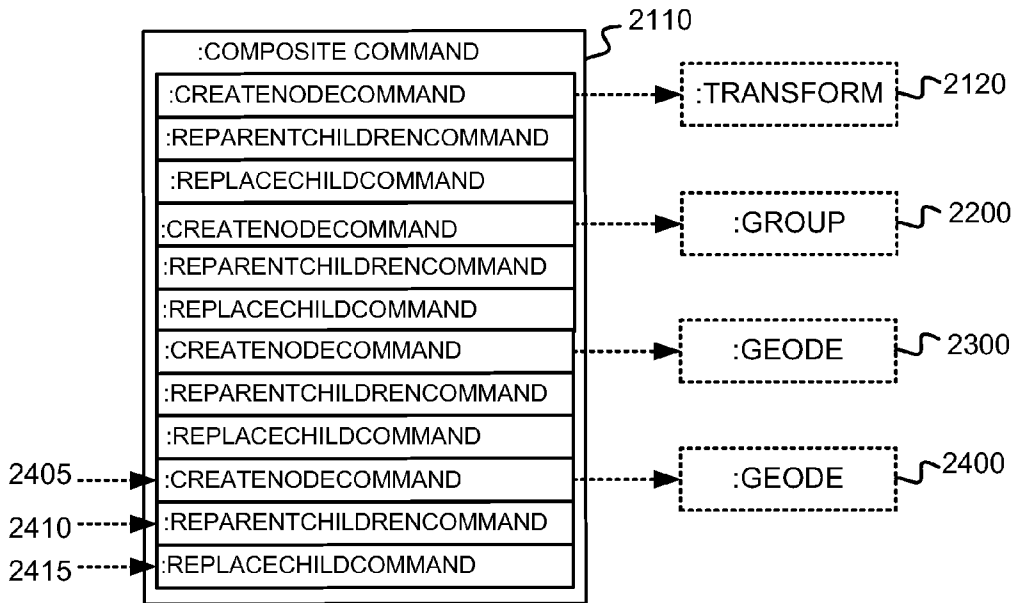 2110
:COMPOSITE COMMAND
:CREATENODECOMMAND
:TRANSFORM
2120
:REPARENTCHILDRENCOMMAND
:REPLACECHILDCOMMAND
:CREATENODECOMMAND
:GROUP
2200
:REPARENTCHILDRENCOMMAND
:REPLACECHILDCOMMAND
:CREATENODECOMMAND
:GEODE
2300
:REPARENTCHILDRENCOMMAND
:REPLACECHILDCOMMAND
2405
:CREATENODECOMMAND
:GEODE
2400
2410
:REPARENTCHILDRENCOMMAND
2415
:REPLACECHILDCOMMAND